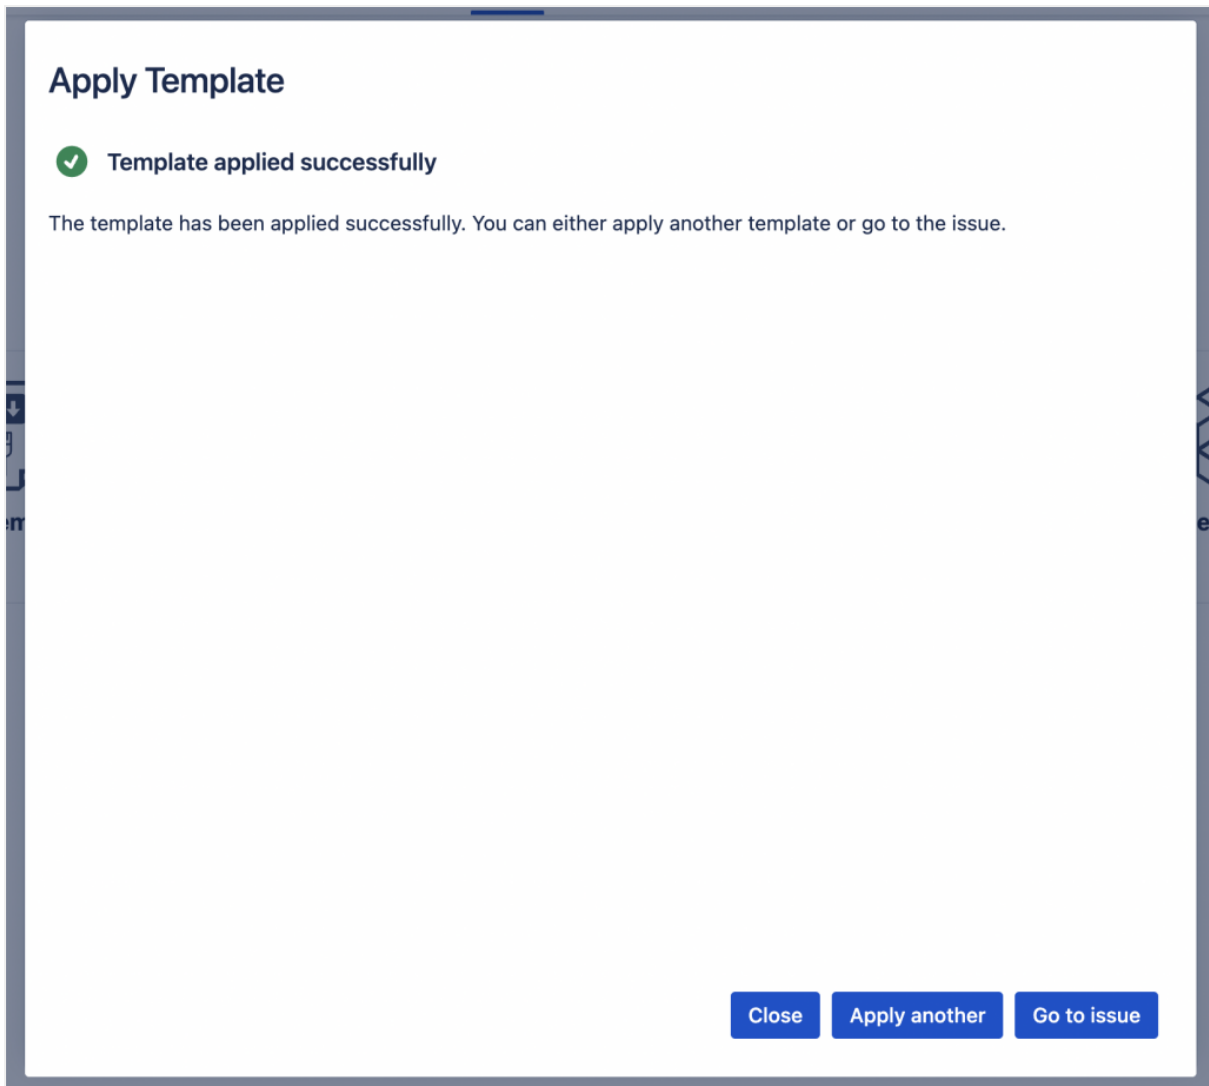 Apply Template
Template applied successfully
The template has been applied successfully. You can either apply another template or go to the issue.
em
e
Close Apply another Go to issue